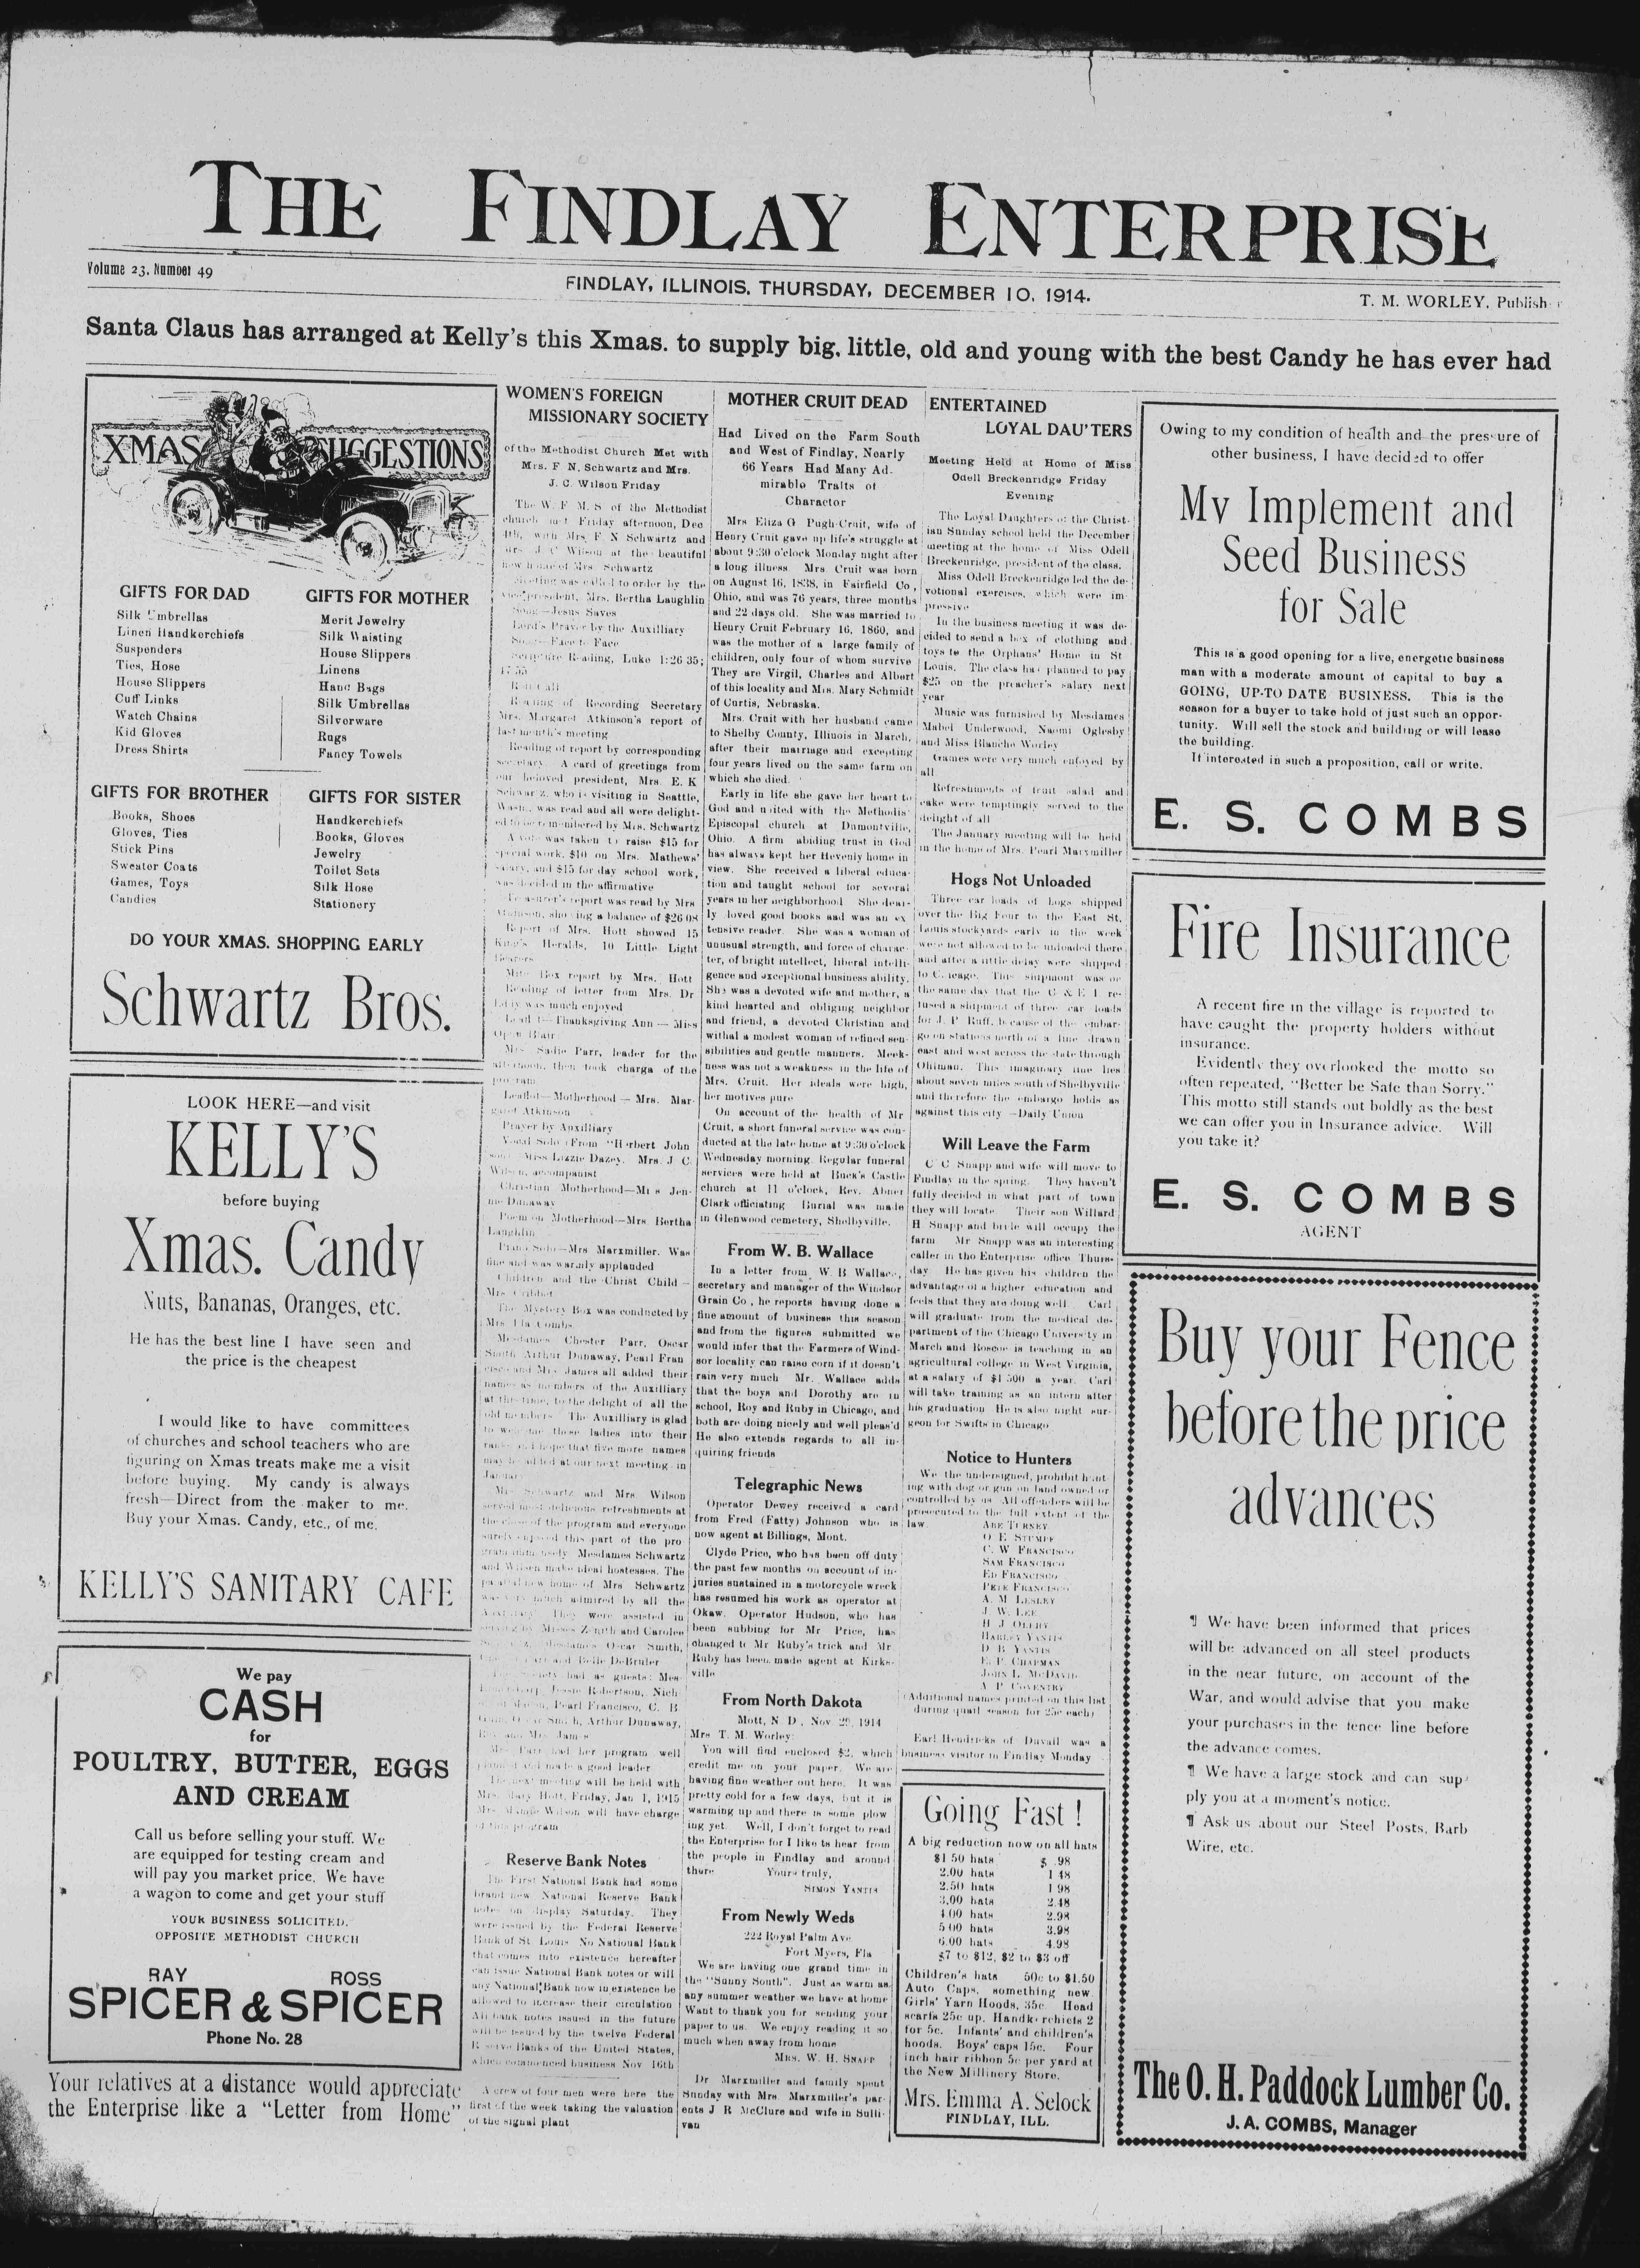 THE FINDLAY ENTERPRISE
Volume 23, Number 49
FINDLAY, ILLINOIS, THURSDAY, DECEMBER 10, 1914.
T. M. WORLEY, Publish
Santa Claus has arranged at Kelly's this Xmas. to supply big, little, old and young with the best Candy he has ever had
XMAS SUGGESTIONS
GIFTS FOR DAD
Silk Umbrellas
Linen Handkerchiefs
Suspenders
Ties, Hose
House Slippers
Cuff Links
Watch Chains
Kid Gloves
Dress Shirts
GIFTS FOR MOTHER
Merit Jewelry
Silk Waisting
House Slippers
Linens
Hand Bags
Silk Umbrellas
Silverware
Rugs
Fancy Towels
GIFTS FOR BROTHER
Books, Shoes
Gloves, Ties
Stick Pins
Sweater Coats
Games, Toys
Candies
GIFTS FOR SISTER
Handkerchiefs
Books, Gloves
Jewelry
Toilet Sets
Silk Hose
Stationery
DO YOUR XMAS. SHOPPING EARLY
Schwartz Bros.
LOOK HERE—and visit
KELLY'S
before buying
Xmas. Candy
Nuts, Bananas, Oranges, etc.
He has the best line I have seen and
the price is the cheapest
I would like to have committees
of churches and school teachers who are
figuring on Xmas treats make me a visit
before buying. My candy is always
fresh—Direct from the maker to me.
Buy your Xmas. Candy, etc., of me.
KELLY'S SANITARY CAFE
We pay
CASH
for
POULTRY, BUTTER, EGGS
AND CREAM
Call us before selling your stuff. We
are equipped for testing cream and
will pay you market price. We have
a wagon to come and get your stuff
YOUR BUSINESS SOLICITED.
OPPOSITE METHODIST CHURCH
RAY ROSS
SPICER & SPICER
Phone No. 28
Your relatives at a distance would appreciate
the Enterprise like a "Letter from Home"
WOMEN'S FOREIGN
MISSIONARY SOCIETY
of the Methodist Church Met with
Mrs. F N. Schwartz and Mrs.
J. C. Wilson Friday
The W. F M. S of the Methodist
church met Friday afternoon, Dec
4th, with Mrs F N Schwartz and
Mrs J C Wilson at the beautiful
new home of Mrs Schwartz
Meeting was called to order by the
vice president, Mrs. Bertha Laughlin
Song—Jesus Saves
Lord's Prayer by the Auxilliary
Song—Face to Face
Scripture Reading, Luke 1:26 35;
Roll Call
Reading of Recording Secretary
Mrs. Margaret Atkinson's report of
last month's meeting
Reading of report by corresponding
secretary. A card of greetings from
our beloved president, Mrs. E. K
Schwarz, who is visiting in Seattle,
Wash., was read and all were delight-
ed to be remembered by Mrs. Schwartz
A vote was taken to raise $15 for
special work, $10 on Mrs. Mathews'
salary, and $15 for day school work,
was decided in the affirmative
Treasurer's report was read by Mrs
Atkinson, showing a balance of $26 08
Report of Mrs. Hott showed 15
King's Heralds, 10 Little Light
Bearers
Mite Box report by Mrs. Hott
Reading of letter from Mrs. Dr
was much enjoyed
Leaflet—Thanksgiving Ann — Miss
Blair
Mrs Sadie Parr, leader for the
afternoon, then took charga of the
program
Leaflet—Motherhood — Mrs. Mar-
garet Atkinson
Prayer by Auxilliary
Vocal Solo (From "Herbert John
Miss Lizzie Dazey. Mrs. J C.
Wilson, accompanist
Christian Motherhood—Mrs Jen-
nie Dunaway
Poem on Motherhood—Mrs. Bertha
Laughlin
Piano Solo—Mrs Marxmiller. Was
fine and was warmly applauded
Children and the Christ Child —
Mrs
The Mystery Box was conducted by
Mrs Combs
Mesdames Chester Parr, Oscar
Smith Arthur Dunaway, Pearl Fran
cisco and Mrs James all added their
names as members of the Auxilliary
at this time, to the delight of all the
old members The Auxilliary is glad
to welcome these ladies into their
hope that five more names
may be added at our next meeting in
January
Mrs Schwartz and Mrs Wilson
served most delicious refreshments at
the close of the program and everyone
surely enjoyed this part of the pro
gram Mesdames Schwartz
and Wilson make ideal hostesses. The
new home of Mrs Schwartz
was very much admired by all the
They were assisted in
serving by Misses Zenith and Carolee
Mesdames Oscar Smith,
and Belle DeBruler
The Society had as guests: Mes-
Jessie Robertson, Nich-
Pearl Francisco, C. B
Oscar Smith, Arthur Dunaway,
and Mrs James
Mrs Parr had her program well
planned and made a good leader
The next meeting will be held with
Mrs Mary Hott, Friday, Jan 1, 1915
Mrs Wilson will have charge
of the program
Reserve Bank Notes
The First National Bank had some
brand new National Reserve Bank
notes on display Saturday. They
were issued by the Federal Reserve
Bank of St Louis No National Bank
that comes into existence hereafter
can issue National Bank notes or will
any National Bank now in existence be
allowed to increase their circulation
All bank notes issued in the future
will be issued by the twelve Federal
Reserve Banks of the United States,
which commenced business Nov 16th
A crew of four men were here the
first of the week taking the valuation
of the signal plant
MOTHER CRUIT DEAD
Had Lived on the Farm South
and West of Findlay, Nearly
66 Years Had Many Ad-
mirable Traits of
Charactor
Mrs Eliza G Pugh-Cruit, wife of
Henry Cruit gave up life's struggle at
about 9:30 o'clock Monday night after
a long illness. Mrs Cruit was born
on August 16, 1838, in Fairfield Co,
Ohio, and was 76 years, three months
and 22 days old. She was married to
Henry Cruit February 16, 1860, and
was the mother of a large family of
children, only four of whom survive
They are Virgil, Charles and Albert
of this locality and Mrs. Mary Schmidt
of Curtis, Nebraska.
Mrs. Cruit with her husband came
to Shelby County, Illinois in March,
after their marriage and excepting
four years lived on the same farm on
which she died.
Early in life she gave her heart to
God and united with the Methodis
Episcopal church at Dumontville,
Ohio. A firm abiding trust in God
has always kept her Hevenly home in
view. She received a liberal educa-
tion and taught school for several
years in her neighborhood She dear-
ly loved good books and was an ex
tensive reader. She was a woman of
unusual strength, and force of charac-
ter, of bright intellect, liberal intelli-
gence and exceptional business ability.
She was a devoted wife and mother, a
kind hearted and obliging neighbor
and friend, a devoted Christian and
withal a modest woman of refined sen-
sibilities and gentle manners. Meek-
ness was not a weakness in the life of
Mrs. Cruit. Her ideals were high,
her motives pure
On account of the health of Mr
Cruit, a short funeral service was con-
ducted at the late home at 9:30 o'clock
Wednesday morning. Regular funeral
services were held at Buck's Castle
church at 11 o'clock, Rev. Abner
Clark officiating Burial was made
in Glenwood cemetery, Shelbyville.
From W. B. Wallace
In a letter from W. B Wallace,
secretary and manager of the Windsor
Grain Co, he reports having done a
fine amount of business this season
and from the figures submitted we
would infer that the Farmers of Wind-
sor locality can raise corn if it doesn't
rain very much Mr. Wallace adds
that the boys and Dorothy are in
school, Roy and Ruby in Chicago, and
both are doing nicely and well pleas'd
He also extends regards to all in-
quiring friends
Telegraphic News
Operator Dewey received a card
from Fred (Fatty) Johnson who is
now agent at Billings, Mont.
Clyde Price, who has been off duty
the past few months on account of in-
juries sustained in a motorcycle wreck
has resumed his work as operator at
Okaw. Operator Hudson, who has
been subbing for Mr Price, has
changed to Mr Ruby's trick and Mr
Ruby has been made agent at Kirks-
ville
From North Dakota
Mott, N D, Nov 29, 1914
Mrs T. M. Worley:
You will find enclosed $2, which
credit me on your paper. We are
having fine weather out here. It was
pretty cold for a few days, but it is
warming up and there is some plow
ing yet. Well, I don't forget to read
the Enterprise for I like to hear from
the people in Findlay and around
there Yours truly,
SIMON YANTIS
From Newly Weds
222 Royal Palm Ave
Fort Myers, Fla
We are having one grand time in
the "Sunny South". Just as warm as
any summer weather we have at home
Want to thank you for sending your
paper to us. We enjoy reading it so
much when away from home
MRS. W. H. SNAPP
Dr Marxmiller and family spent
Sunday with Mrs. Marxmiller's par-
ents J R McClure and wife in Sulli-
van
ENTERTAINED
LOYAL DAU'TERS
Meeting Held at Home of Miss
Odell Breckenridge Friday
Evening
The Loyal Daughters of the Christ-
ian Sunday school held the December
meeting at the home of Miss Odell
Breckenridge, president of the class.
Miss Odell Breckenridge led the de-
votional exercises, which were im-
pressive
In the business meeting it was de-
cided to send a box of clothing and
toys to the Orphans' Home in St
Louis. The class has planned to pay
$25 on the preacher's salary next
year
Music was furnished by Mesdames
Mabel Underwood, Naomi Oglesby
and Miss Blanche Worley
Games were very much enjoyed by
all
Refreshments of fruit salad and
cake were temptingly served to the
delight of all
The January meeting will be held
in the home of Mrs. Pearl Marxmiller
Hogs Not Unloaded
Three car loads of hogs shipped
over the Big Four to the East St.
Louis stockyards early in the week
were not allowed to be unloaded there
and after a little delay were shipped
to Chicago. This shipment was on
the same day that the C & E I re-
fused a shipment of three car loads
for J. P Ruff, because of the embar-
go on stations north of a line drawn
east and west across the state through
Ohlman. This imaginary line lies
about seven miles south of Shelbyville
and therefore the embargo holds as
against this city—Daily Union
Will Leave the Farm
C C Snapp and wife will move to
Findlay in the spring. They haven't
fully decided in what part of town
they will locate Their son Willard
H Snapp and bride will occupy the
farm Mr Snapp was an interesting
caller in the Enterprise office Thurs-
day He has given his children the
advantage of a higher education and
feels that they are doing well Carl
will graduate from the medical de-
partment of the Chicago University in
March and Roscoe is teaching in an
agricultural college in West Virginia,
at a salary of $1 500 a year. Carl
will take training as an intern after
his graduation He is also night sur-
geon for Swifts in Chicago
Notice to Hunters
We the undersigned, prohibit hunt
ing with dog or gun on land owned or
controlled by us All offenders will be
prosecuted to the full extent of the
law.
ABE TURNEY
O E STUMPF
C. W FRANCISCO
SAM FRANCISCO
ED FRANCISCO
PETE FRANCISCO
A. M LESLEY
J. W. LEE
H J OLEHY
HARLEY YANTIS
D B YANTIS
E. P. CHAPMAN
JOHN L McDAVID
A P COVENTRY
(Additional names printed on this list
during quail season for 25c each)
Earl Hendricks of Duvall was a
business visitor in Findlay Monday
Going Fast!
A big reduction now on all hats
$1 50 hats $ .98
2.00 hats 1 48
2.50 hats 1 98
3.00 hats 2.48
4.00 hats 2.98
5 00 hats 3.98
6.00 hats 4.98
$7 to $12, $2 to $3 off
Children's hats 50c to $1.50
Auto Caps, something new.
Girls' Yarn Hoods, 35c Head
scarfs 25c up. Handkerchiefs 2
for 5c. Infants' and children's
hoods. Boys' caps 15c. Four
inch hair ribbon 5c per yard at
the New Millinery Store.
Mrs. Emma A. Selock
FINDLAY, ILL.
Owing to my condition of health and the pressure of
other business, I have decided to offer
My Implement and
Seed Business
for Sale
This is a good opening for a live, energetic business
man with a moderate amount of capital to buy a
GOING, UP-TO DATE BUSINESS. This is the
season for a buyer to take hold of just such an oppor-
tunity. Will sell the stock and building or will lease
the building.
If interested in such a proposition, call or write.
E. S. COMBS
Fire Insurance
A recent fire in the village is reported to
have caught the property holders without
insurance.
Evidently they overlooked the motto so
often repeated, "Better be Safe than Sorry."
This motto still stands out boldly as the best
we can offer you in Insurance advice. Will
you take it?
E. S. COMBS
AGENT
Buy your Fence
before the price
advances
¶ We have been informed that prices
will be advanced on all steel products
in the near future, on account of the
War, and would advise that you make
your purchases in the fence line before
the advance comes.
¶ We have a large stock and can sup
ply you at a moment's notice.
¶ Ask us about our Steel Posts, Barb
Wire, etc.
The O. H. Paddock Lumber Co.
J. A. COMBS, Manager